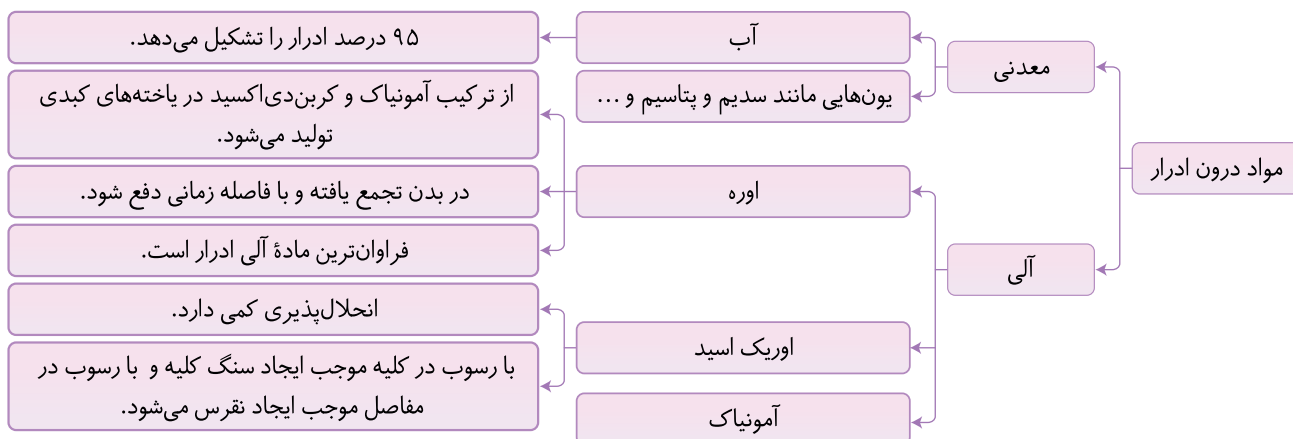 مواد درون ادرار
معدنی
آب
۹۵ درصد ادرار را تشکیل می‌دهد.
یون‌هایی مانند سدیم و پتاسیم و ...
آلی
اوره
از ترکیب آمونیاک و کربن‌دی‌اکسید در یاخته‌های کبدی
تولید می‌شود.
در بدن تجمع یافته و با فاصله زمانی دفع شود.
فراوان‌ترین مادهٔ آلی ادرار است.
اوریک اسید
انحلال‌پذیری کمی دارد.
با رسوب در کلیه موجب ایجاد سنگ کلیه و با رسوب در
مفاصل موجب ایجاد نقرس می‌شود.
آمونیاک